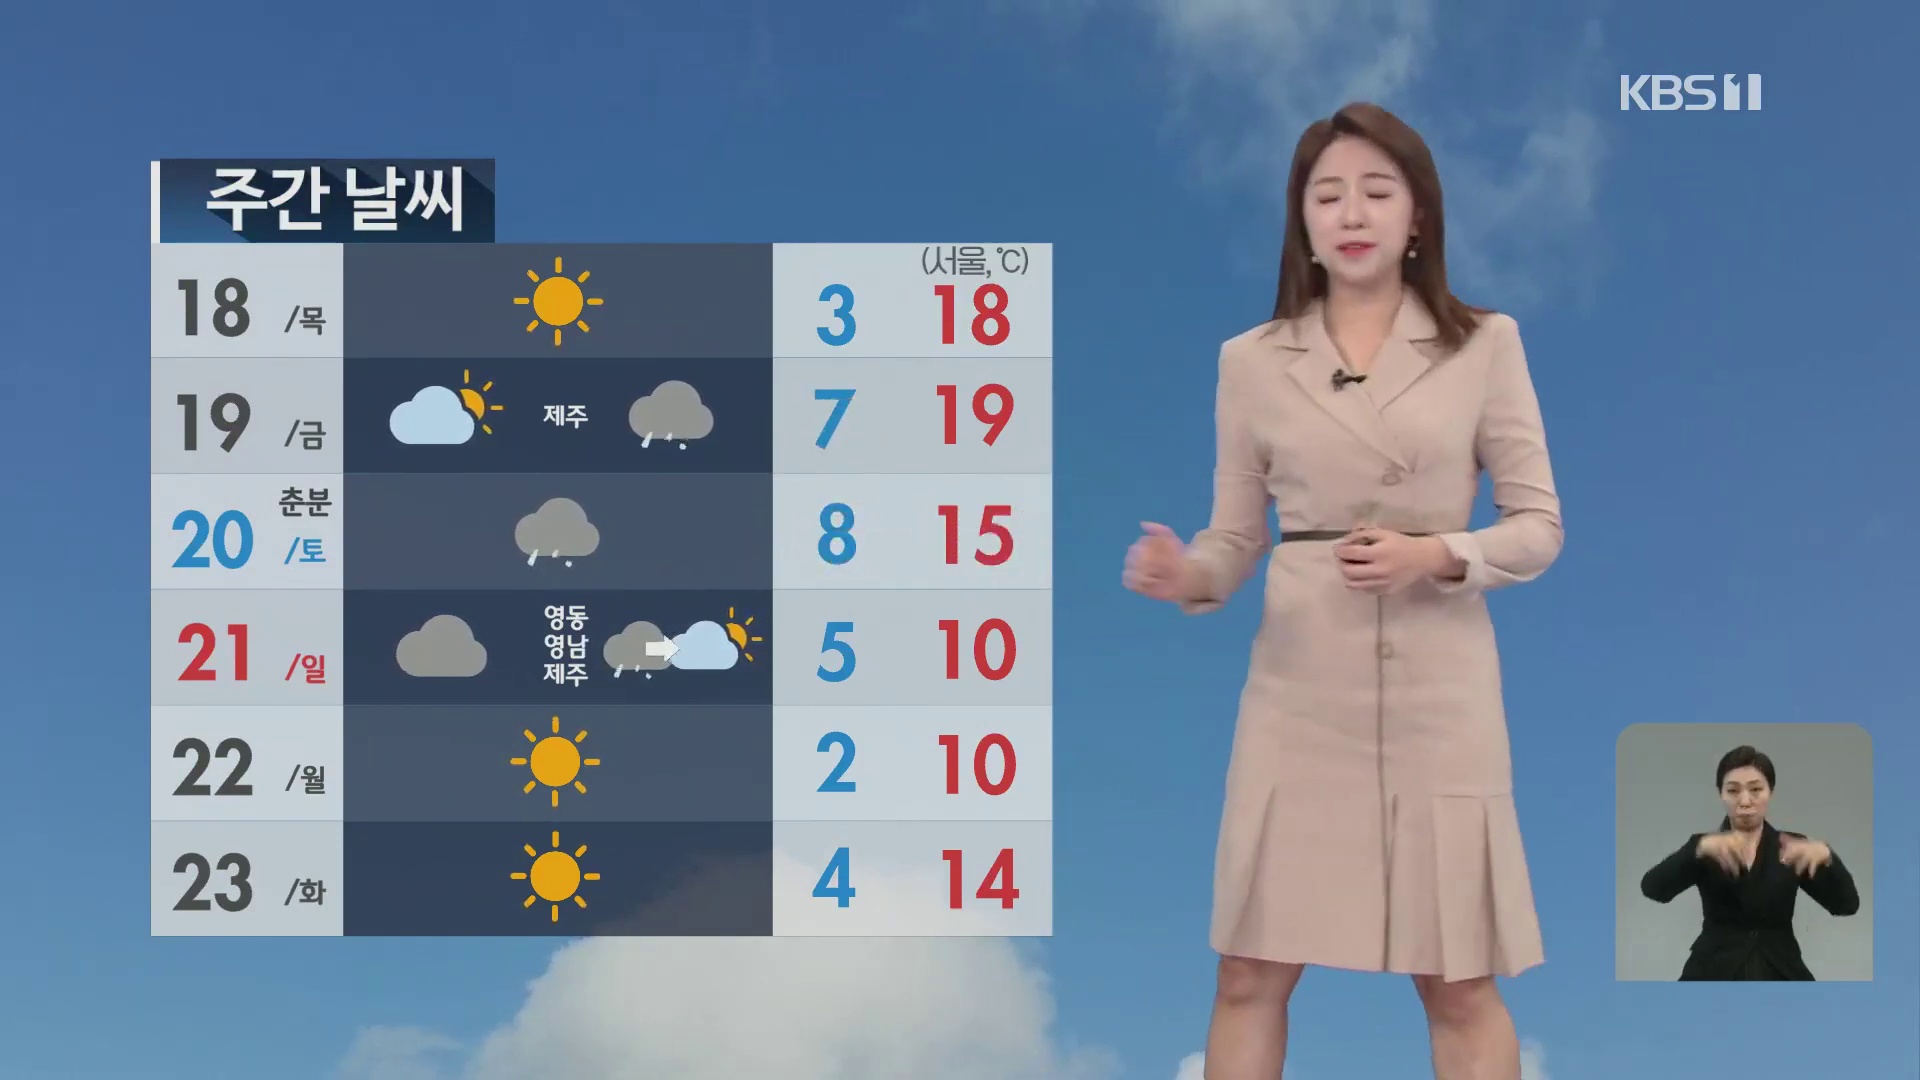 KBS 1
주간 날씨
(서울, ℃)
18 /목 3 18
19 /금 제주 7 19
20 춘분 /토 8 15
21 /일 영동 영남 제주 5 10
22 /월 2 10
23 /화 4 14